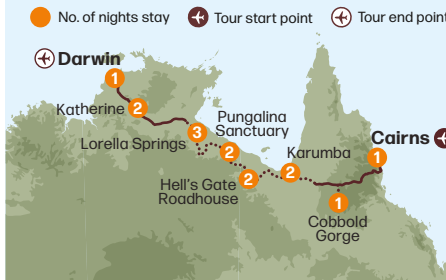 No. of nights stay Tour start point Tour end point
Darwin
1
Katherine 2
3
Lorella Springs
Pungalina
Sanctuary
2
Hell's Gate
Roadhouse
2
Karumba
2
Cairns
1
1
Cobbold
Gorge